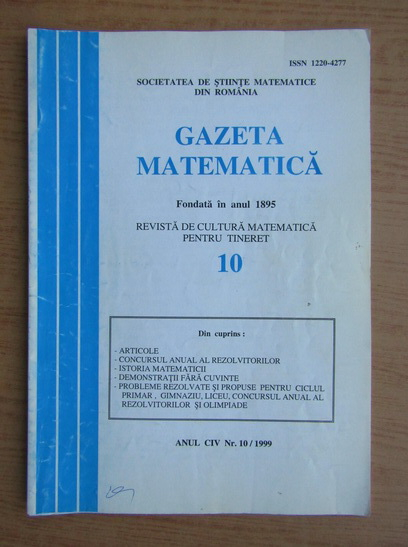 ISSN 1220-4277
SOCIETATEA DE ŞTIINŢE MATEMATICE
DIN ROMÂNIA
GAZETA
MATEMATICĂ
Fondată în anul 1895
REVISTĂ DE CULTURĂ MATEMATICĂ
PENTRU TINERET
10
Din cuprins :
- ARTICOLE
- CONCURSUL ANUAL AL REZOLVITORILOR
- ISTORIA MATEMATICII
- DEMONSTRAŢII FĂRĂ CUVINTE
- PROBLEME REZOLVATE ŞI PROPUSE PENTRU CICLUL
PRIMAR , GIMNAZIU, LICEU, CONCURSUL ANUAL AL
REZOLVITORILOR ŞI OLIMPIADE
ANUL CIV Nr. 10 / 1999